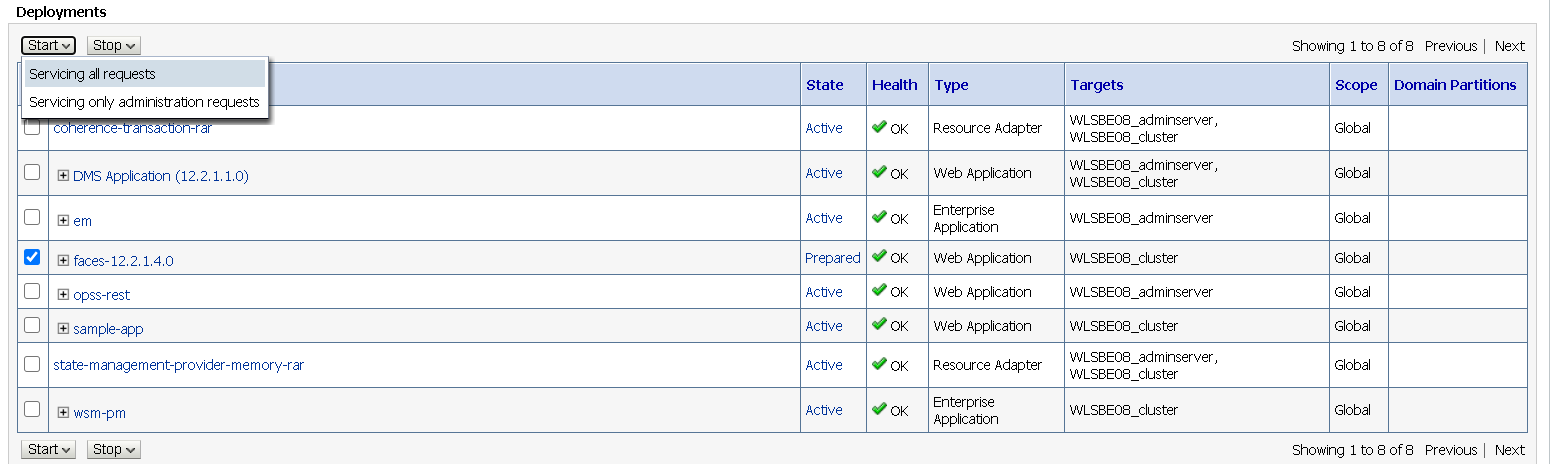 Deployments
Start Stop Showing 1 to 8 of 8 Previous | Next
Servicing all requests
Servicing only administration requests
State Health Type Targets Scope Domain Partitions
coherence-transaction-rar Active OK Resource Adapter WLSBE08_adminserver, Global
WLSBE08_cluster
DMS Application (12.2.1.1.0) Active OK Web Application WLSBE08_adminserver, Global
WLSBE08_cluster
em Active OK Enterprise WLSBE08_adminserver Global
Application
faces-12.2.1.4.0 Prepared OK Web Application WLSBE08_cluster Global
opss-rest Active OK Web Application WLSBE08_adminserver Global
sample-app Active OK Web Application WLSBE08_cluster Global
state-management-provider-memory-rar Active OK Resource Adapter WLSBE08_adminserver, Global
WLSBE08_cluster
wsm-pm Active OK Enterprise WLSBE08_cluster Global
Application
Start Stop Showing 1 to 8 of 8 Previous | Next